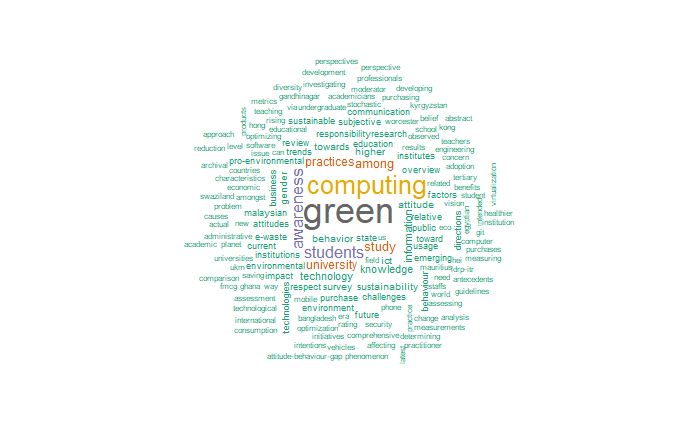 perspectives
perspective
development
professionals
diversity
investigating
moderator
developing
gandhinagar
academicians
purchasing
metrics
via
undergraduate
stochastic
kyrgyzstan
products
teaching
communication
hong
rising
sustainable
subjective
worcester
belief
abstract
educational
responsibility
research
school
kong
approach
optimizing
observed
teachers
reduction
level
software
review
towards
education
results
engineering
issue
can
trends
higher
institutes
concern
archival
pro-environmental
practices
among
overview
adoption
countries
tertiary
virtualization
characteristics
business
gender
awareness
computing
related
benefits
economic
factors
student
swaziland
amongst
attitude
vision
egyptian
intended
healthier
problem
malaysian
green
relative
directions
institution
causes
public
eco
git
actual
new
attitudes
information
usage
computer
academic
planet
e-waste
behavior
state
us
toward
purchases
current
students
study
universities
institutions
field
ict
emerging
hei
measuring
ukm
environmental
university
knowledge
mauritius
idrp-itr
comparison
saving
impact
technology
behaviour
need
antecedents
fmcg
ghana
way
respect
survey
sustainability
staffs
guidelines
assessment
technologies
mobile
purchase
challenges
world
technological
environment
phone
practice
assessing
international
bangladesh
era
future
change
analysis
consumption
optimization
rating
security
measurements
initiatives
comprehensive
determining
intentions
vehicles
affecting
latest
practitioner
attitude-behaviour-gap
phenomenon
administrative